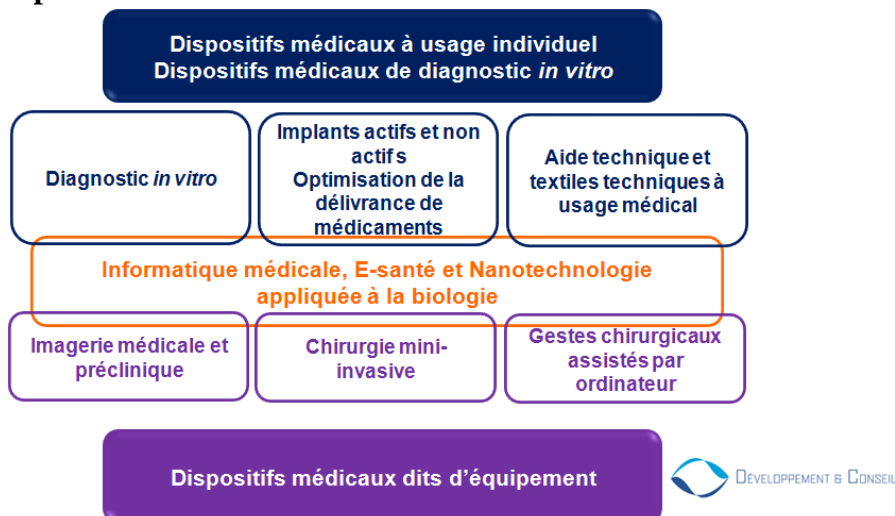 Dispositifs médicaux à usage individuel
Dispositifs médicaux de diagnostic in vitro
Diagnostic in vitro
Implants actifs et non
actifs
Optimisation de la
délivrance de
médicaments
Aide technique et
textiles techniques à
usage médical
Informatique médicale, E-santé et Nanotechnologie
appliquée à la biologie
Imagerie médicale et
préclinique
Chirurgie mini-
invasive
Gestes chirurgicaux
assistés par
ordinateur
Dispositifs médicaux dits d'équipement
DÉVELOPPEMENT & CONSEIL